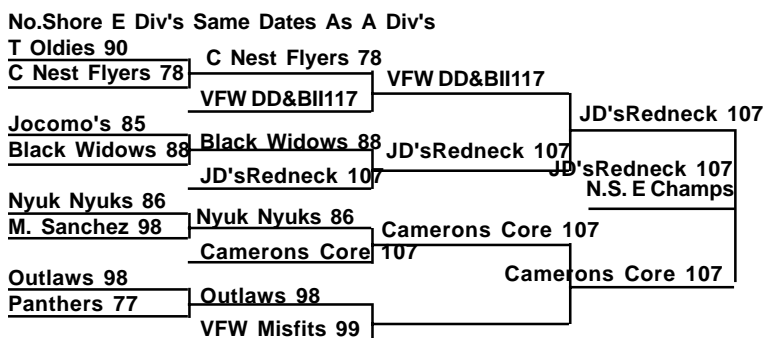 No.Shore E Div's Same Dates As A Div's
T Oldies 90
C Nest Flyers 78
C Nest Flyers 78
VFW DD&BII117
VFW DD&BII117
JD'sRedneck 107
Jocomo's 85
Black Widows 88
Black Widows 88
JD'sRedneck 107
JD'sRedneck 107
JD'sRedneck 107
N.S. E Champs
Nyuk Nyuks 86
M. Sanchez 98
Nyuk Nyuks 86
Camerons Core 107
Camerons Core 107
Camerons Core 107
Outlaws 98
Panthers 77
Outlaws 98
VFW Misfits 99